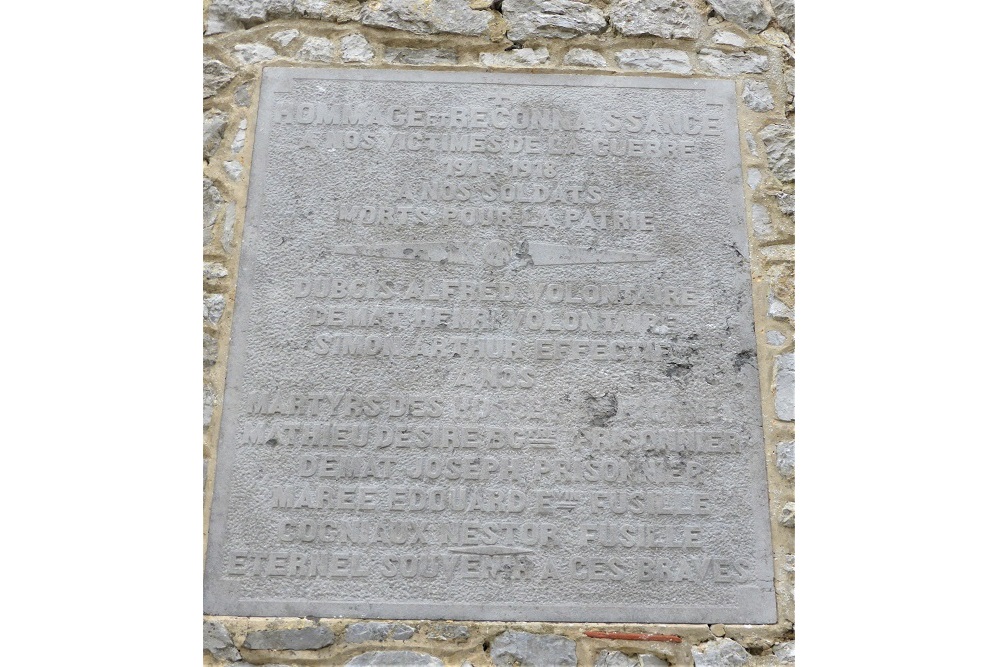 HOMMAGE ET RECONNAISSANCE
A NOS VICTIMES DE LA GUERRE
1914-1918
A NOS SOLDATS
MORTS POUR LA PATRIE
DUBOIS ALFRED VOLONTAIRE
DEMAT HENRI VOLONTAIRE
SIMON ARTHUR EFFECTIF
A NOS
MARTYRS DES
MATHIEU DESIRE PRISONNIER
DEMAT JOSEPH PRISONNIER
MAREE EDOUARD FUSILLE
COGNIAUX NESTOR FUSILLE
ETERNEL SOUVENIR A CES BRAVES